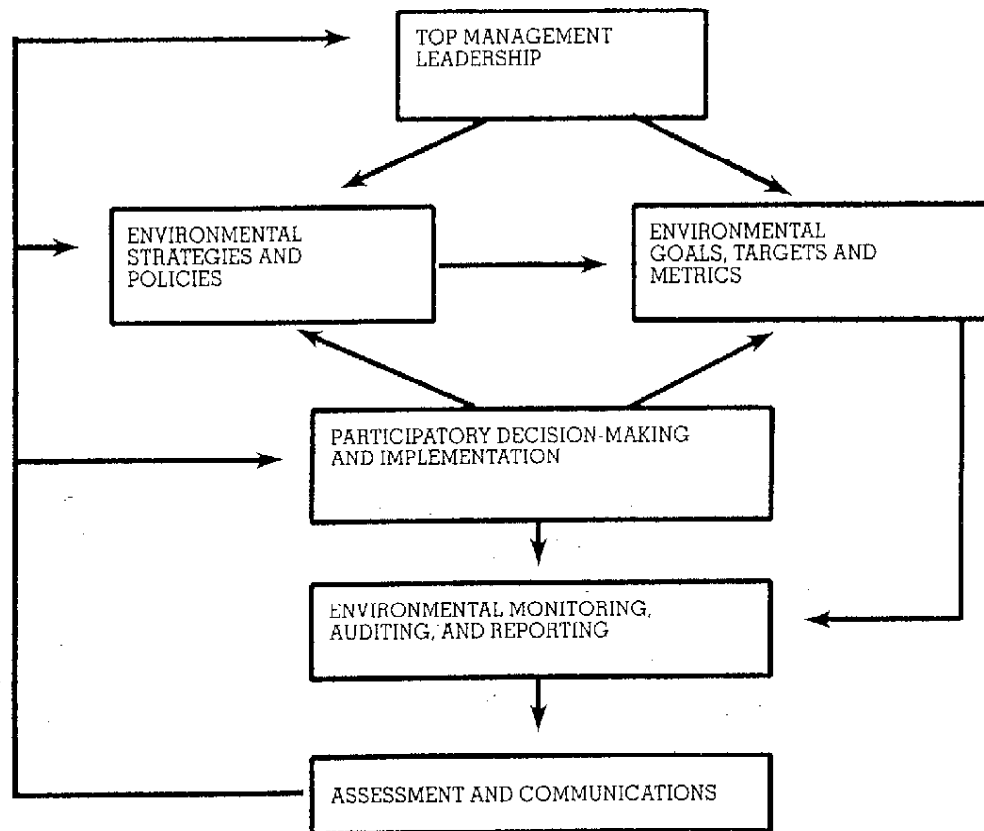 TOP MANAGEMENT
LEADERSHIP
ENVIRONMENTAL
STRATEGIES AND
POLICIES
ENVIRONMENTAL
GOALS, TARGETS AND
METRICS
PARTICIPATORY DECISION-MAKING
AND IMPLEMENTATION
ENVIRONMENTAL MONITORING,
AUDITING, AND REPORTING
ASSESSMENT AND COMMUNICATIONS